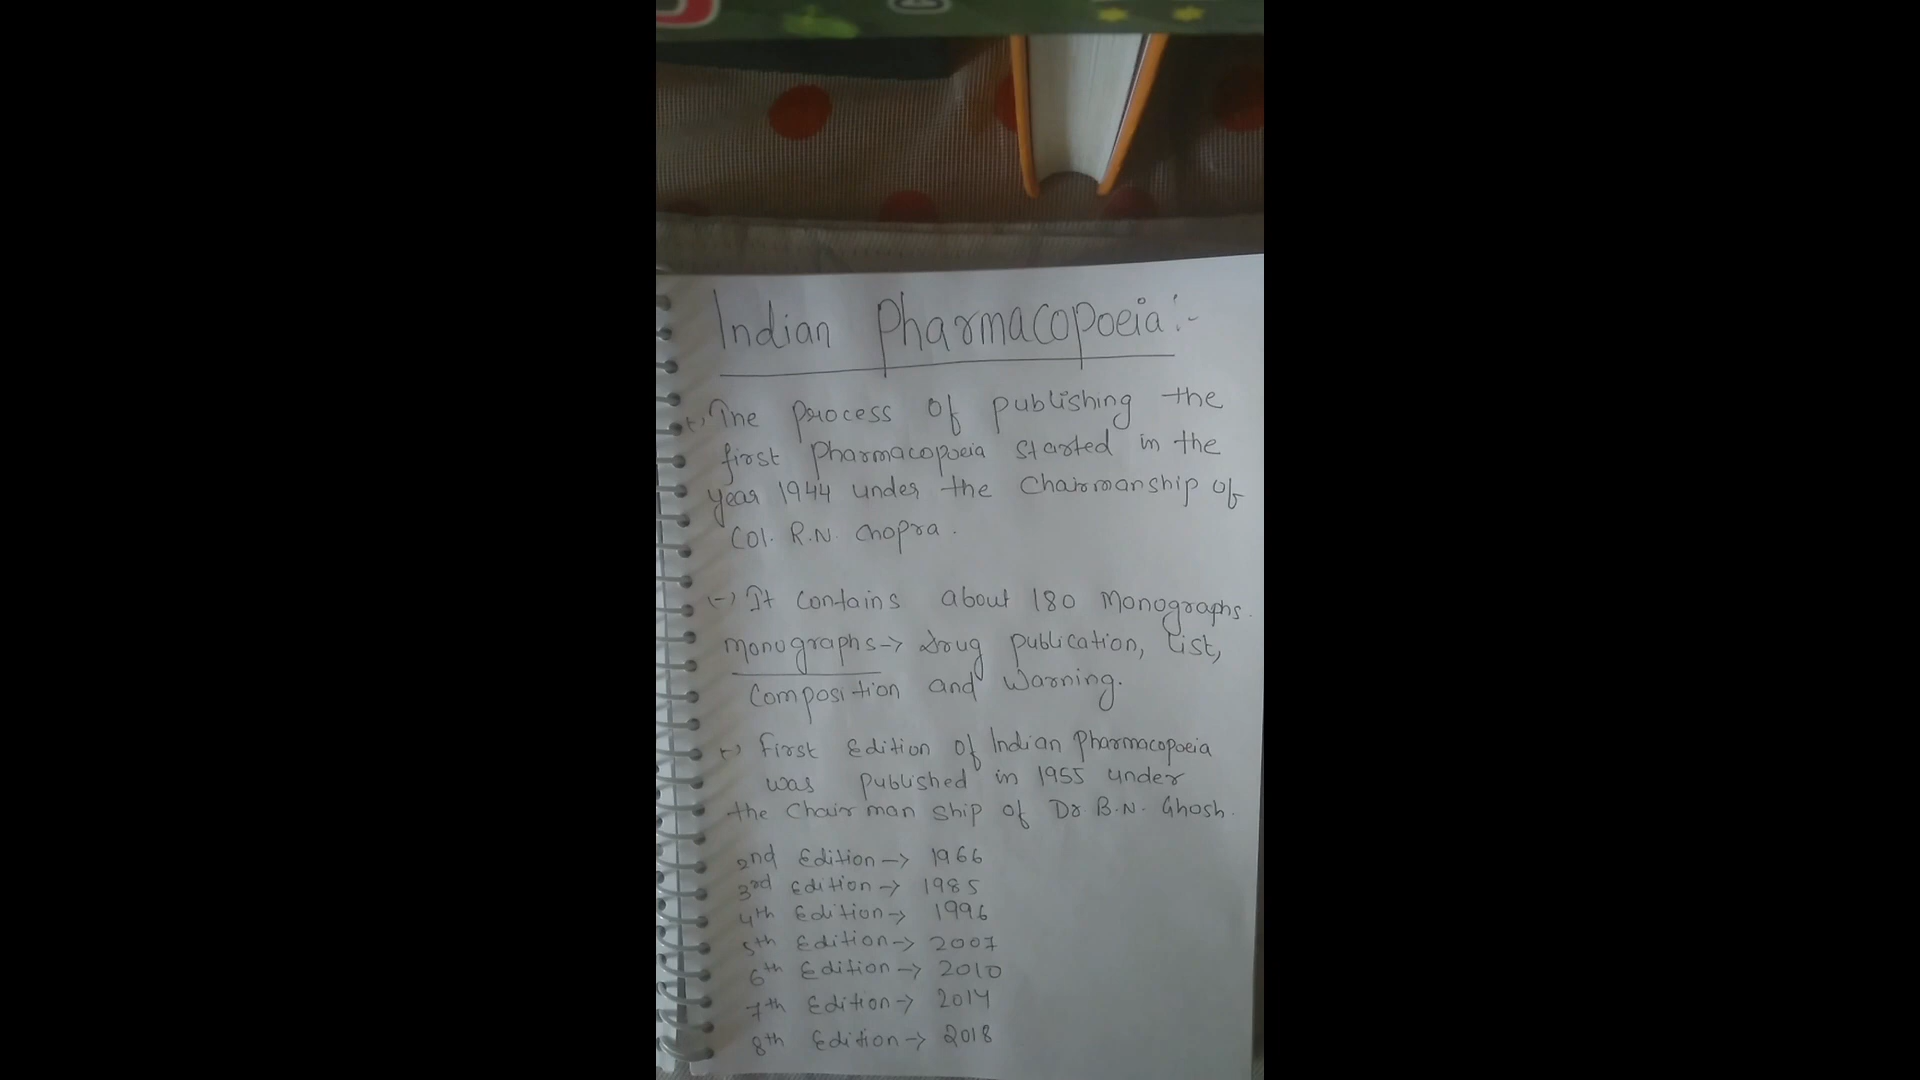 Indian Pharmacopoeia:-
The process of publishing the
first pharmacopoeia started in the
year 1944 under the Chairmanship of
Col. R.N. Chopra.
It contains about 180 Monographs.
Monographs-> drug publication, List,
Composition and Warning.
First Edition of Indian Pharmacopoeia
was published in 1955 under
the Chairman ship of Dr. B.N. Ghosh.
2nd Edition -> 1966
3rd Edition -> 1985
4th Edition -> 1996
5th Edition -> 2007
6th Edition -> 2010
7th Edition -> 2014
8th Edition -> 2018